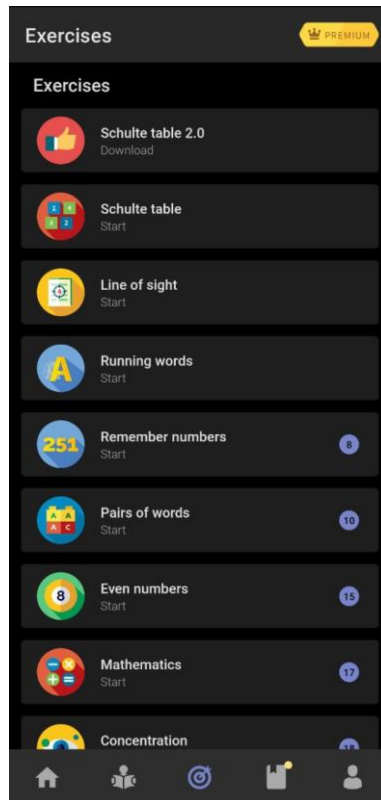 Exercises
PREMIUM
Exercises
Schulte table 2.0
Download
Schulte table
Start
Line of sight
Start
Running words
Start
A
251
Remember numbers
Start
8
Pairs of words
Start
10
A A
A C
8
Even numbers
Start
15
Mathematics
Start
17
Concentration